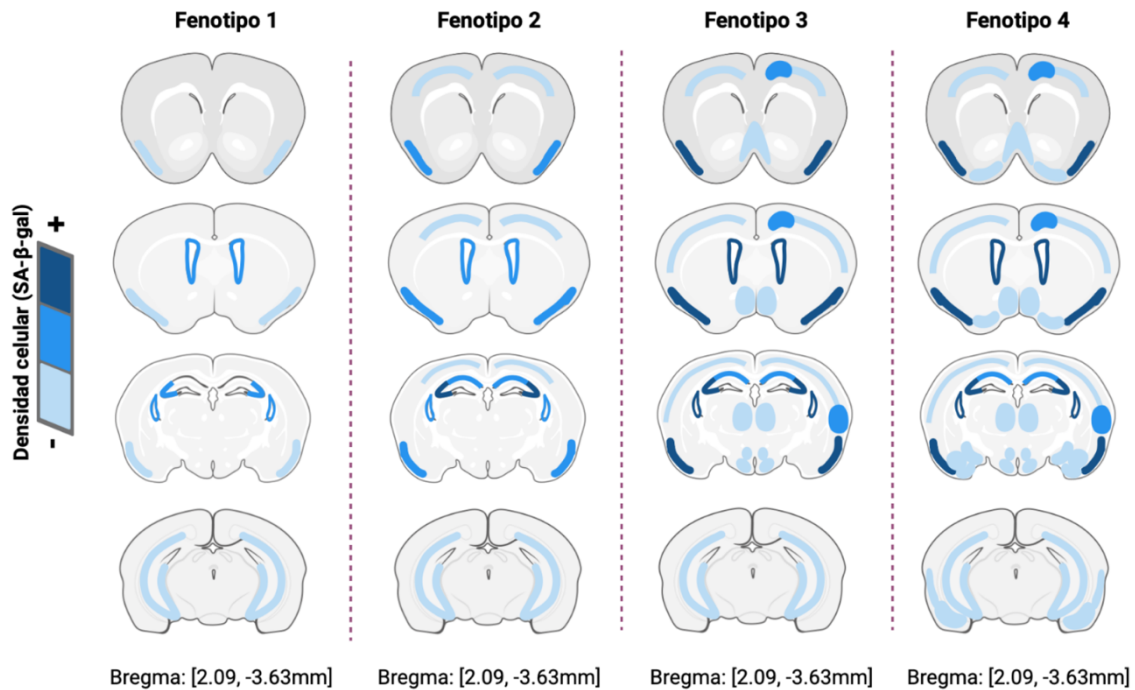 Fenotipo 1
Fenotipo 2
Fenotipo 3
Fenotipo 4
Densidad celular (SA-β-gal)
+
-
Bregma: [2.09, -3.63mm]
Bregma: [2.09, -3.63mm]
Bregma: [2.09, -3.63mm]
Bregma: [2.09, -3.63mm]